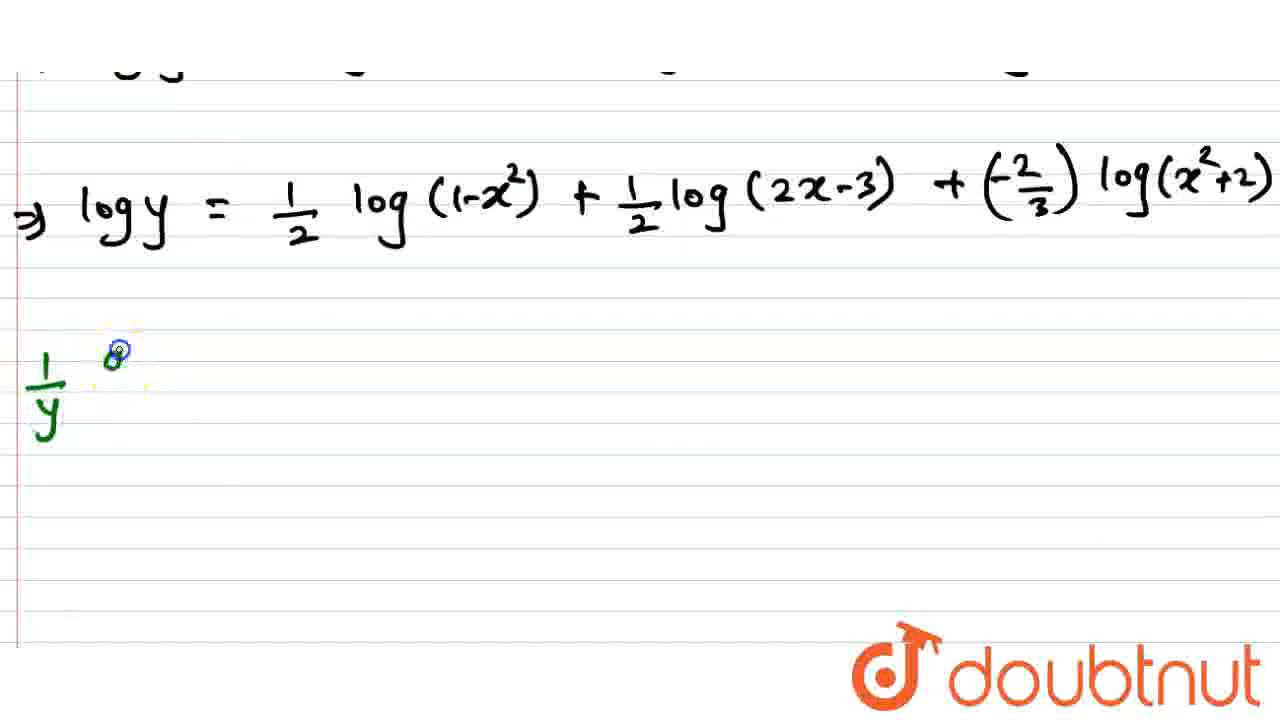 ⇒ log y = 1/2 log(1-x²) + 1/2 log(2x-3) + (-2/3) log(x²+2)
1/y
doubtnut